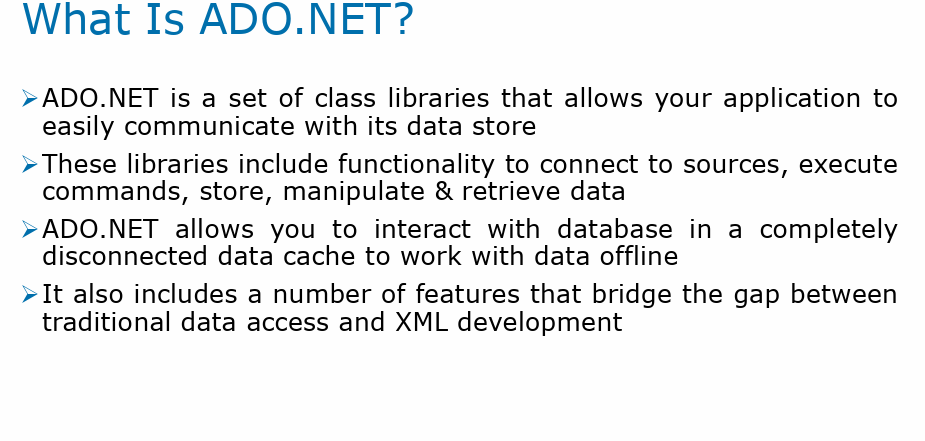 What Is ADO.NET?
➢ADO.NET is a set of class libraries that allows your application to
easily communicate with its data store
➢These libraries include functionality to connect to sources, execute
commands, store, manipulate & retrieve data
➢ADO.NET allows you to interact with database in a completely
disconnected data cache to work with data offline
➢It also includes a number of features that bridge the gap between
traditional data access and XML development